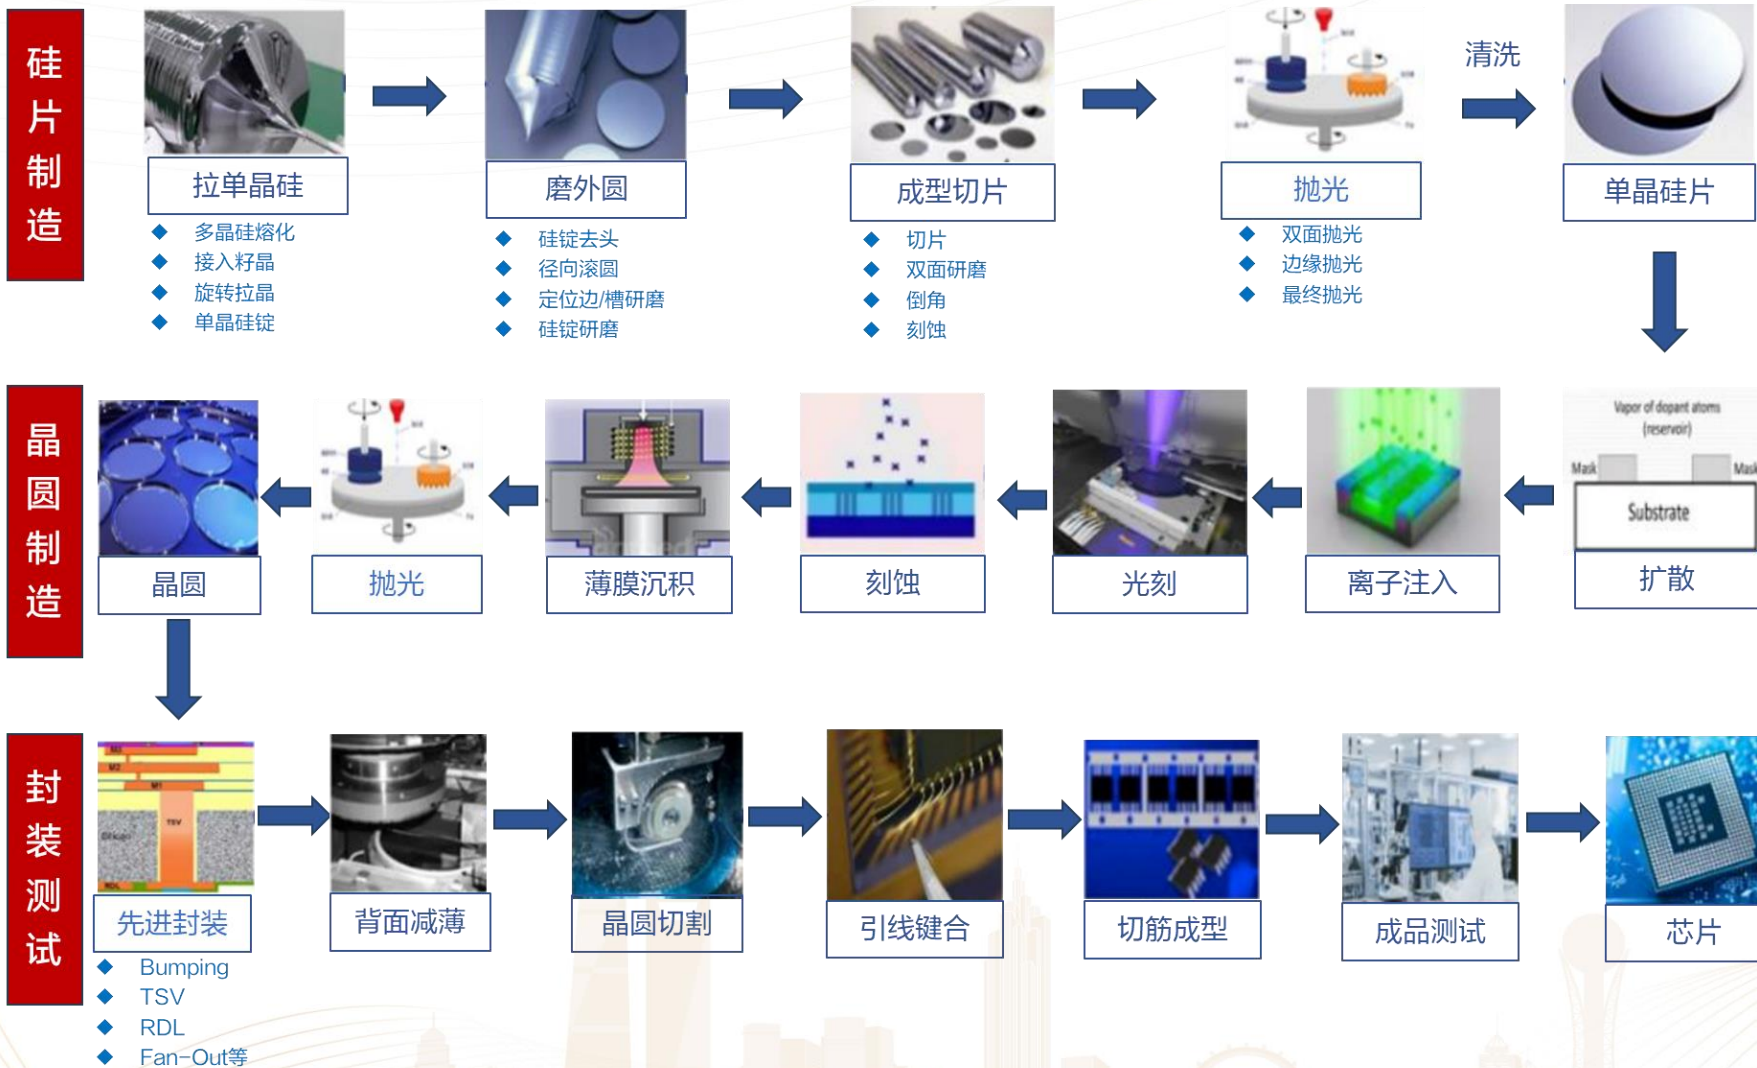 硅片制造
清洗
拉单晶硅
磨外圆
成型切片
抛光
单晶硅片
多晶硅熔化
接入籽晶
旋转拉晶
单晶硅锭
硅锭去头
径向滚圆
定位边/槽研磨
硅锭研磨
切片
双面研磨
倒角
刻蚀
双面抛光
边缘抛光
最终抛光
晶圆制造
Vapor of dopant atoms
(reservoir)
Mask
Mask
Substrate
晶圆
抛光
薄膜沉积
刻蚀
光刻
离子注入
扩散
封装测试
M2
M1
TSV
RDL
先进封装
背面减薄
晶圆切割
引线键合
切筋成型
成品测试
芯片
Bumping
TSV
RDL
Fan-Out等